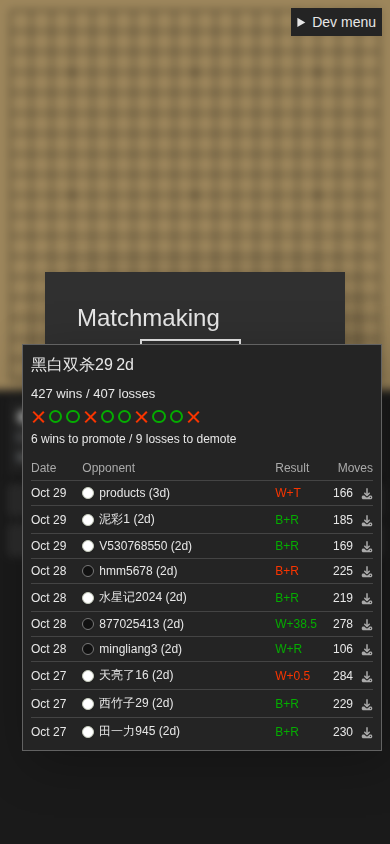 ▶ Dev menu
Matchmaking
黑白双杀29 2d
427 wins / 407 losses
6 wins to promote / 9 losses to demote
Date Opponent Result Moves
Oct 29 products (3d) W+T 166
Oct 29 泥彩1 (2d) B+R 185
Oct 29 V530768550 (2d) B+R 169
Oct 28 hmm5678 (2d) B+R 225
Oct 28 水星记2024 (2d) B+R 219
Oct 28 877025413 (2d) W+38.5 278
Oct 28 mingliang3 (2d) W+R 106
Oct 27 天亮了16 (2d) W+0.5 284
Oct 27 西竹子29 (2d) B+R 229
Oct 27 田一力945 (2d) B+R 230